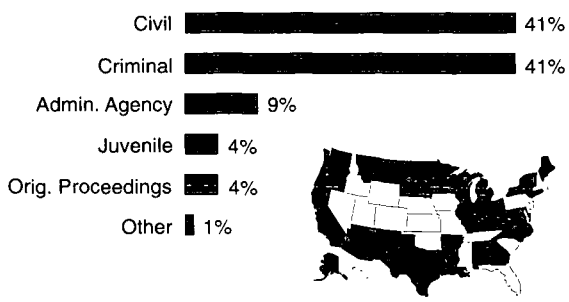 Civil 41%
Criminal 41%
Admin. Agency 9%
Juvenile 4%
Orig. Proceedings 4%
Other 1%